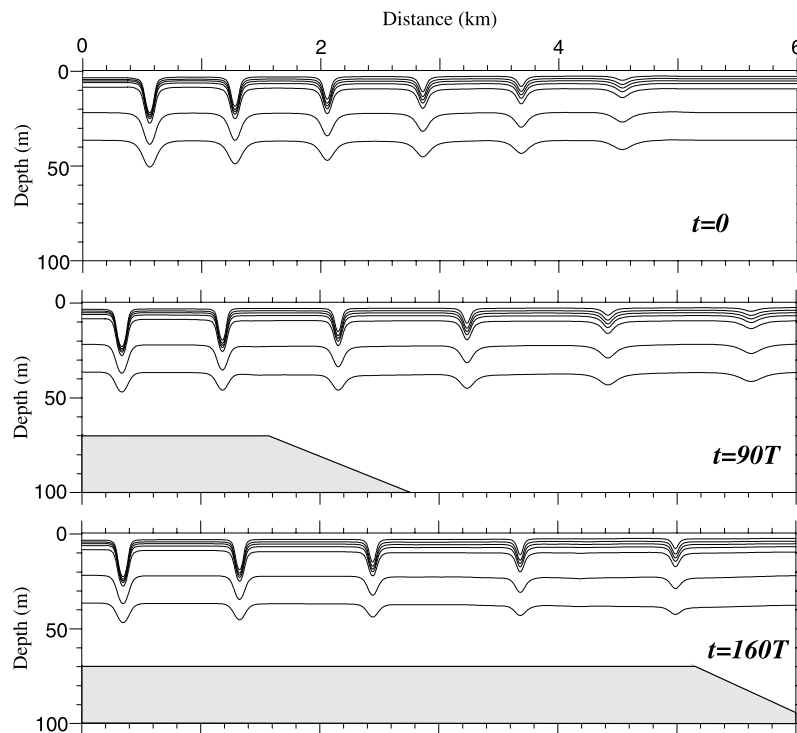 Distance (km)
0 2 4 6
0
50
100
Depth (m)
t=0
0
50
100
Depth (m)
t=90T
0
50
100
Depth (m)
t=160T